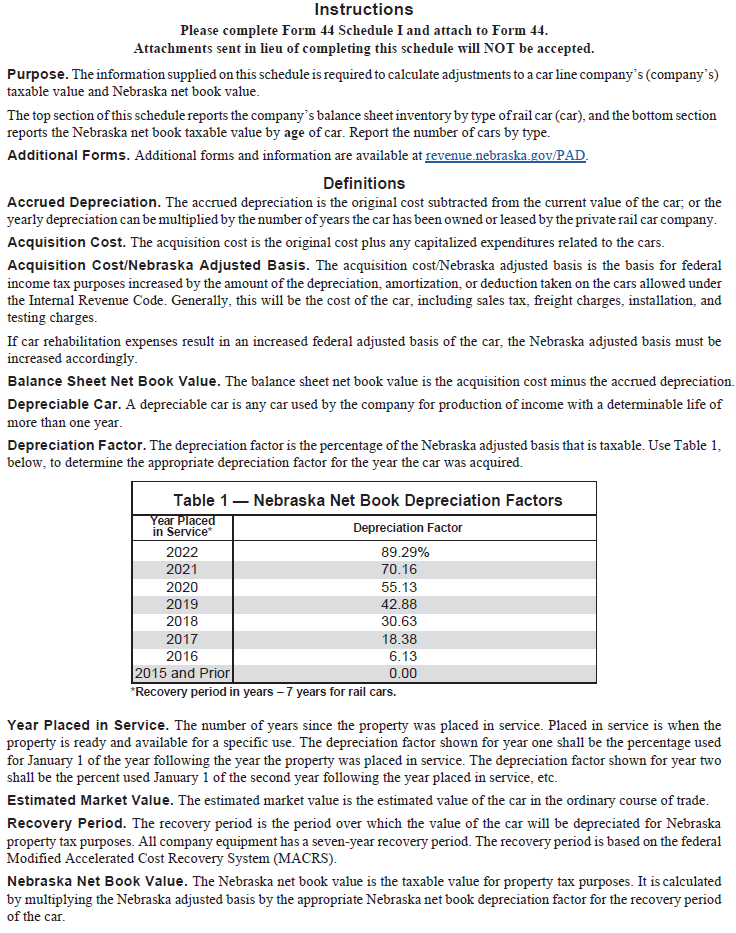 Instructions
Please complete Form 44 Schedule I and attach to Form 44.
Attachments sent in lieu of completing this schedule will NOT be accepted.
Purpose. The information supplied on this schedule is required to calculate adjustments to a car line company's (company's)
taxable value and Nebraska net book value.
The top section of this schedule reports the company's balance sheet inventory by type of rail car (car), and the bottom section
reports the Nebraska net book taxable value by age of car. Report the number of cars by type.
Additional Forms. Additional forms and information are available at revenue.nebraska.gov/PAD.
Definitions
Accrued Depreciation. The accrued depreciation is the original cost subtracted from the current value of the car; or the
yearly depreciation can be multiplied by the number of years the car has been owned or leased by the private rail car company.
Acquisition Cost. The acquisition cost is the original cost plus any capitalized expenditures related to the cars.
Acquisition Cost/Nebraska Adjusted Basis. The acquisition cost/Nebraska adjusted basis is the basis for federal
income tax purposes increased by the amount of the depreciation, amortization, or deduction taken on the cars allowed under
the Internal Revenue Code. Generally, this will be the cost of the car, including sales tax, freight charges, installation, and
testing charges.
If car rehabilitation expenses result in an increased federal adjusted basis of the car, the Nebraska adjusted basis must be
increased accordingly.
Balance Sheet Net Book Value. The balance sheet net book value is the acquisition cost minus the accrued depreciation.
Depreciable Car. A depreciable car is any car used by the company for production of income with a determinable life of
more than one year.
Depreciation Factor. The depreciation factor is the percentage of the Nebraska adjusted basis that is taxable. Use Table 1,
below, to determine the appropriate depreciation factor for the year the car was acquired.
Table 1 — Nebraska Net Book Depreciation Factors
Year Placed
in Service* Depreciation Factor
2022 89.29%
2021 70.16
2020 55.13
2019 42.88
2018 30.63
2017 18.38
2016 6.13
2015 and Prior 0.00
*Recovery period in years – 7 years for rail cars.
Year Placed in Service. The number of years since the property was placed in service. Placed in service is when the
property is ready and available for a specific use. The depreciation factor shown for year one shall be the percentage used
for January 1 of the year following the year the property was placed in service. The depreciation factor shown for year two
shall be the percent used January 1 of the second year following the year placed in service, etc.
Estimated Market Value. The estimated market value is the estimated value of the car in the ordinary course of trade.
Recovery Period. The recovery period is the period over which the value of the car will be depreciated for Nebraska
property tax purposes. All company equipment has a seven-year recovery period. The recovery period is based on the federal
Modified Accelerated Cost Recovery System (MACRS).
Nebraska Net Book Value. The Nebraska net book value is the taxable value for property tax purposes. It is calculated
by multiplying the Nebraska adjusted basis by the appropriate Nebraska net book depreciation factor for the recovery period
of the car.